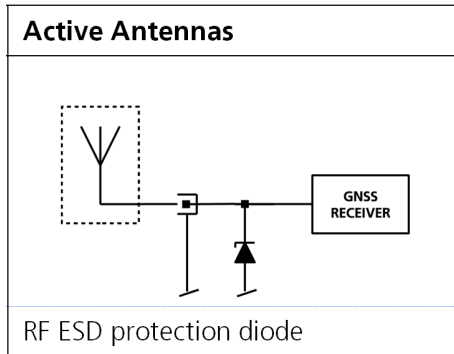 Active Antennas
GNSS
RECEIVER
RF ESD protection diode